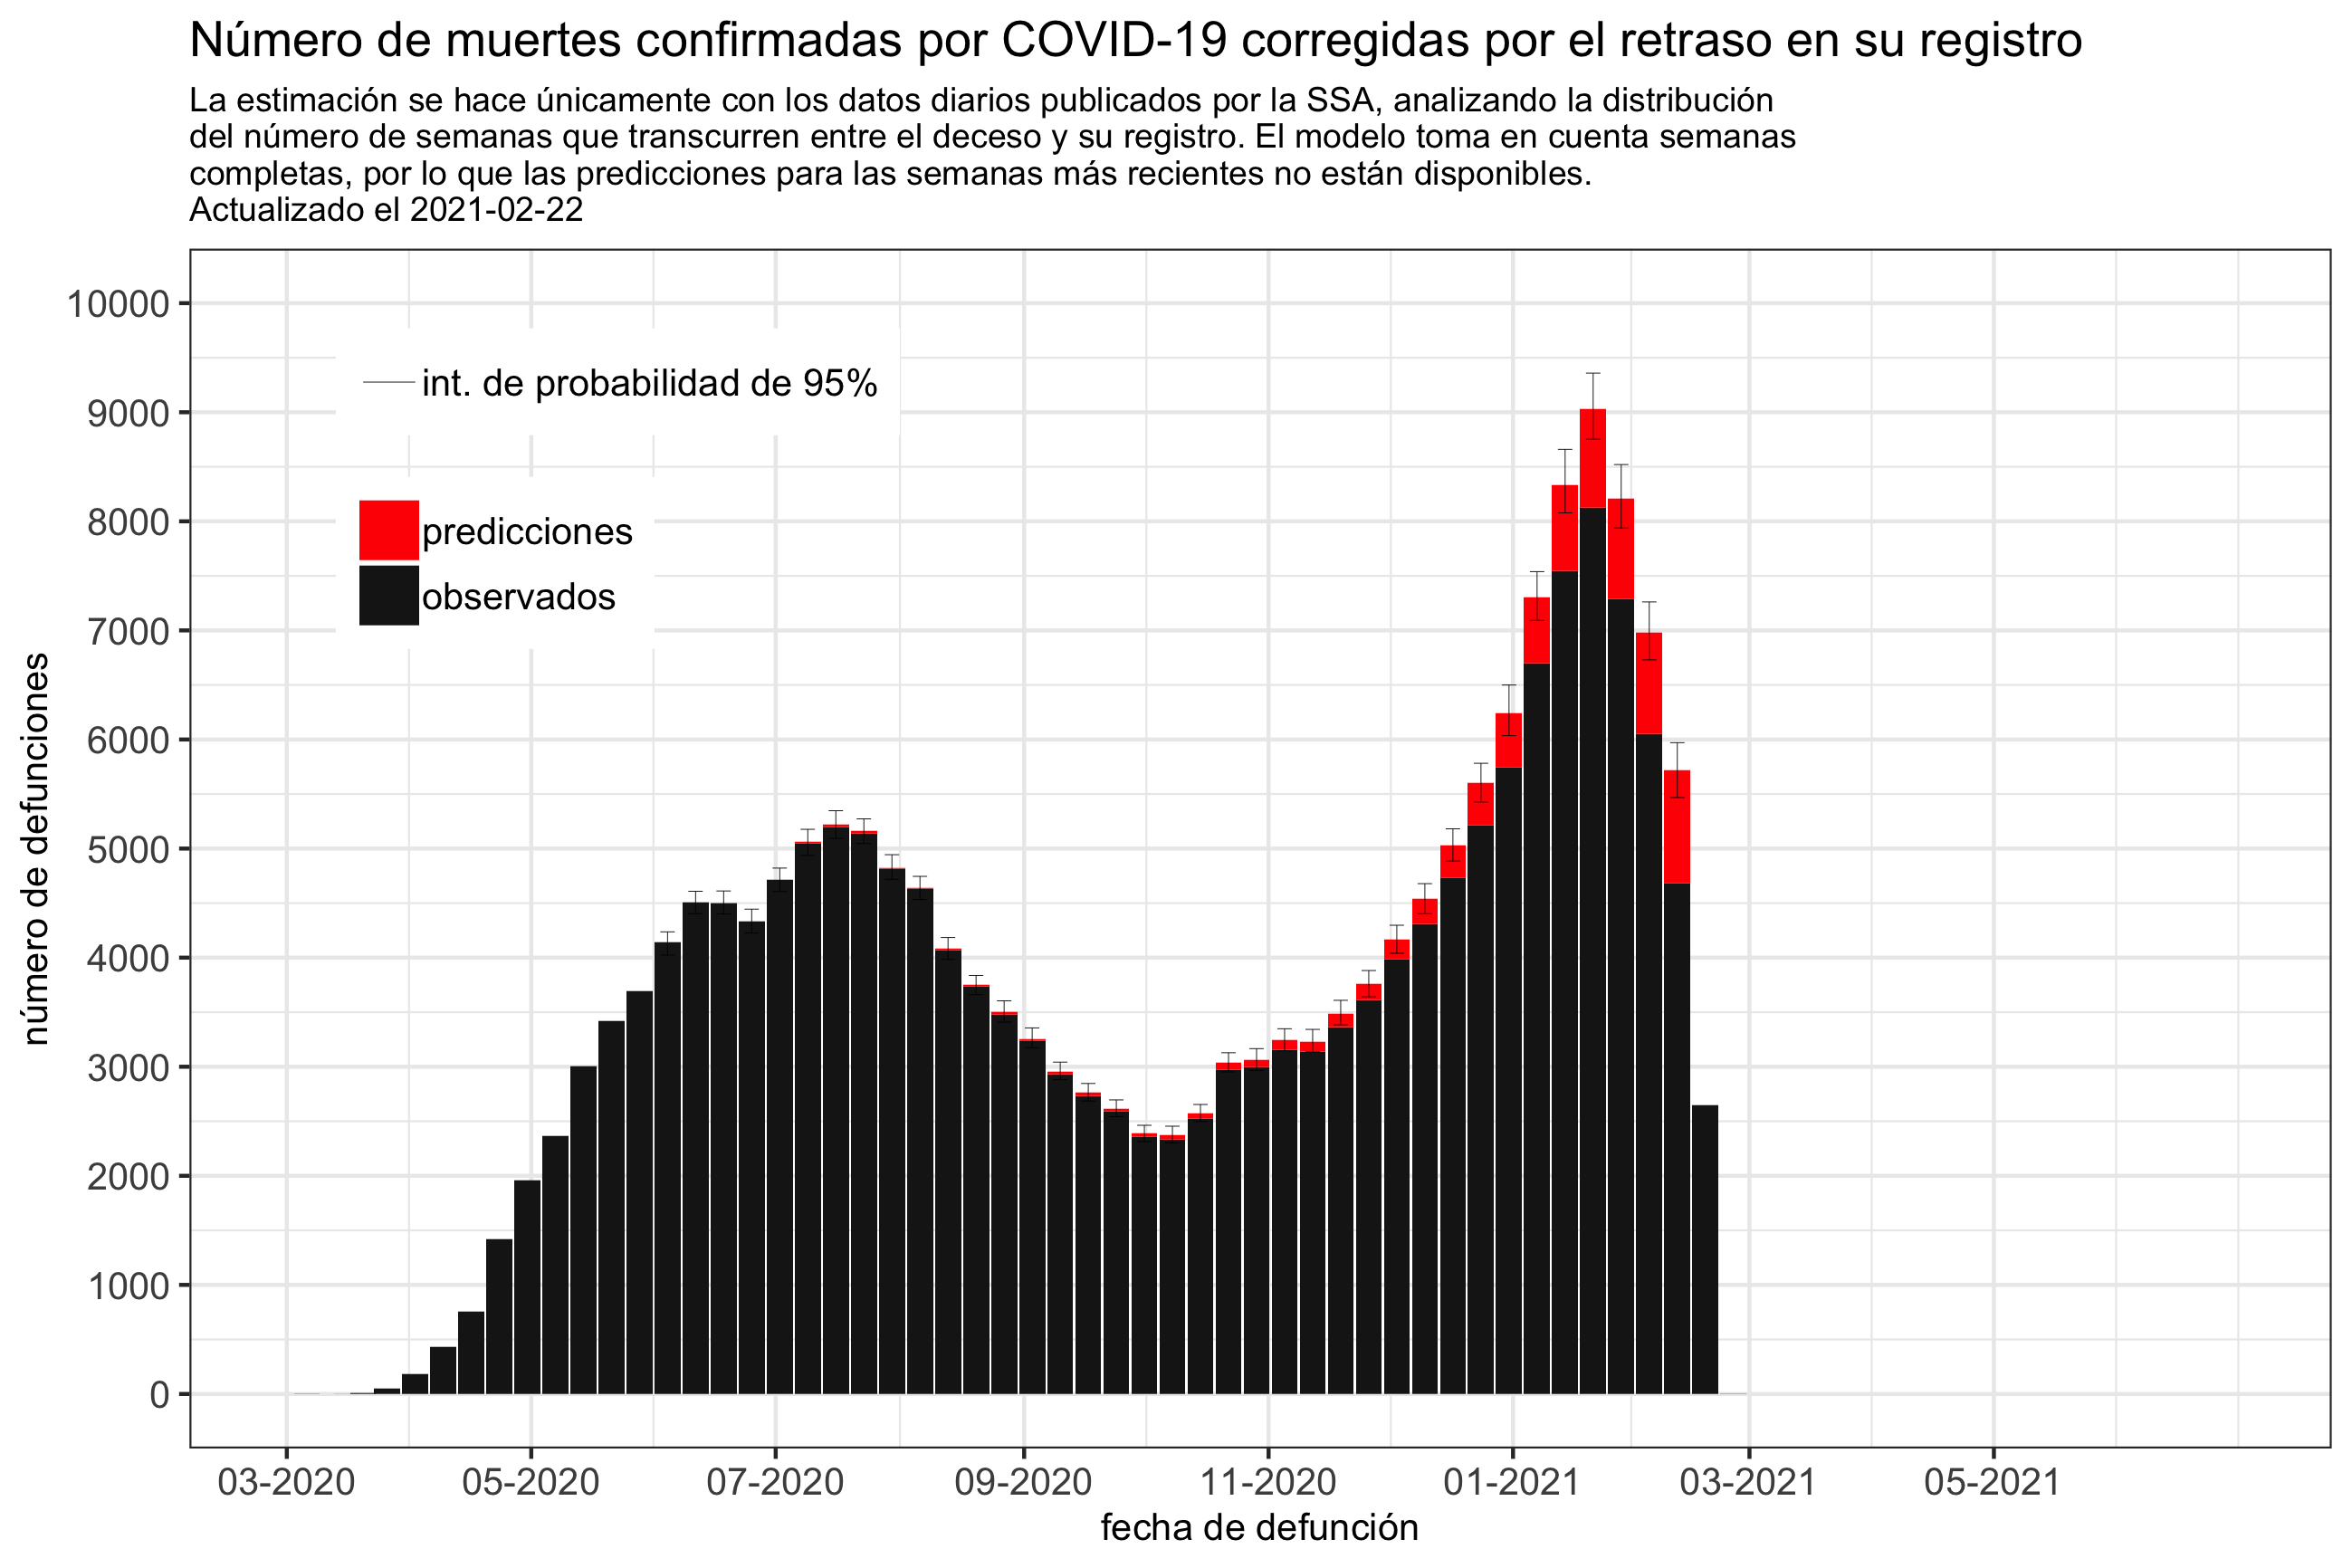 Número de muertes confirmadas por COVID-19 corregidas por el retraso en su registro
La estimación se hace únicamente con los datos diarios publicados por la SSA, analizando la distribución
del número de semanas que transcurren entre el deceso y su registro. El modelo toma en cuenta semanas
completas, por lo que las predicciones para las semanas más recientes no están disponibles.
Actualizado el 2021-02-22
número de defunciones
10000
9000
8000
7000
6000
5000
4000
3000
2000
1000
0
int. de probabilidad de 95%
predicciones
observados
03-2020
05-2020
07-2020
09-2020
11-2020
01-2021
03-2021
05-2021
fecha de defunción